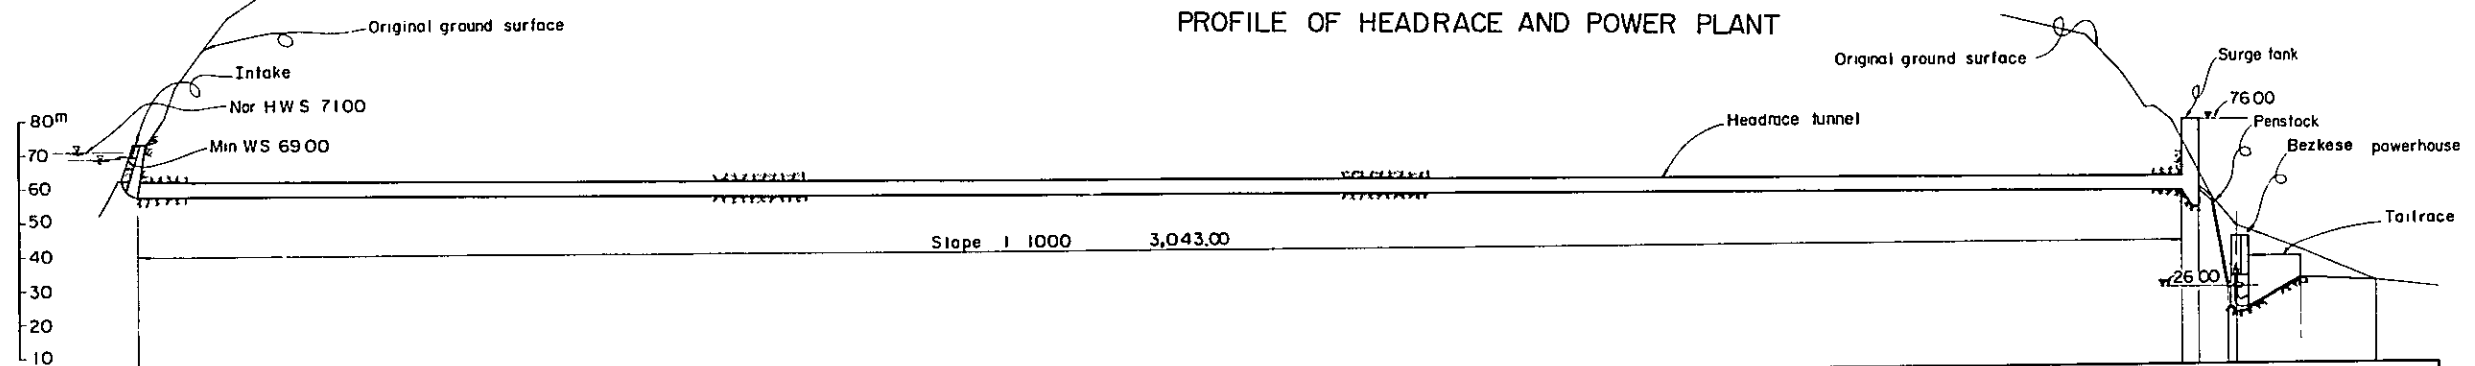 PROFILE OF HEADRACE AND POWER PLANT
Original ground surface
Intake
Nor HWS 7100
Min WS 6900
Original ground surface
Surge tank
7600
Penstock
Headrace tunnel
Bezkese powerhouse
Tailrace
80m
70
60
50
40
30
20
10
Slope 1 1000 3,043.00
2600